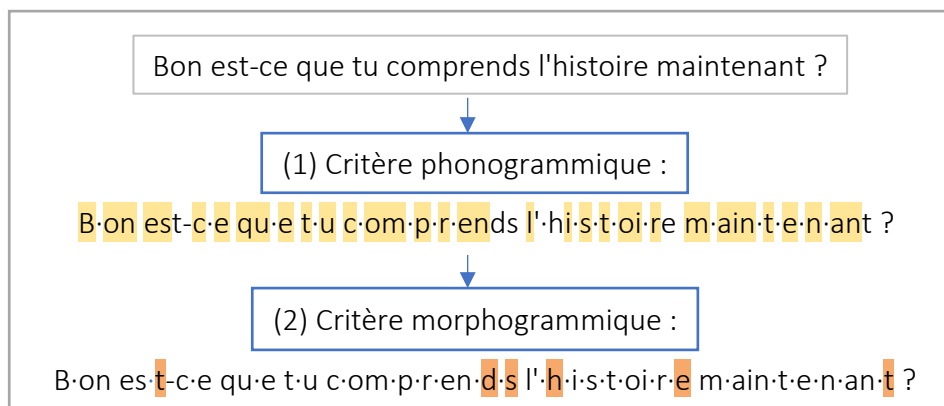 Bon est-ce que tu comprends l'histoire maintenant ?
(1) Critère phonogrammique :
B·on est-c·e qu·e t·u c·om·p·r·ends l'·hi·s·t·oi·re m·ain·t·e·n·ant ?
(2) Critère morphogrammique :
B·on es·t-c·e qu·e t·u c·om·p·r·en·d·s l'·h·i·s·t·oi·r·e m·ain·t·e·n·an·t ?